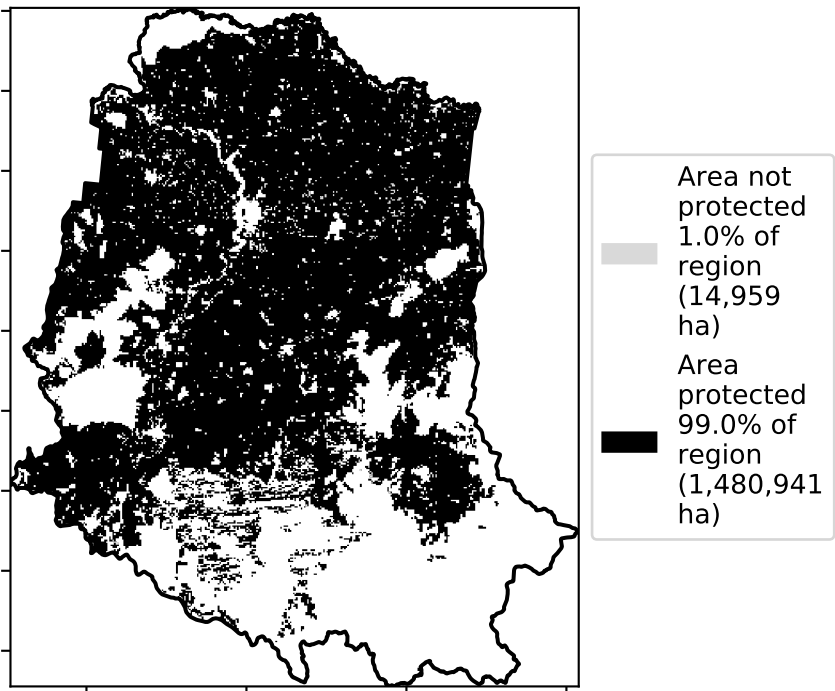 Area not
protected
1.0% of
region
(14,959
ha)
Area
protected
99.0% of
region
(1,480,941
ha)